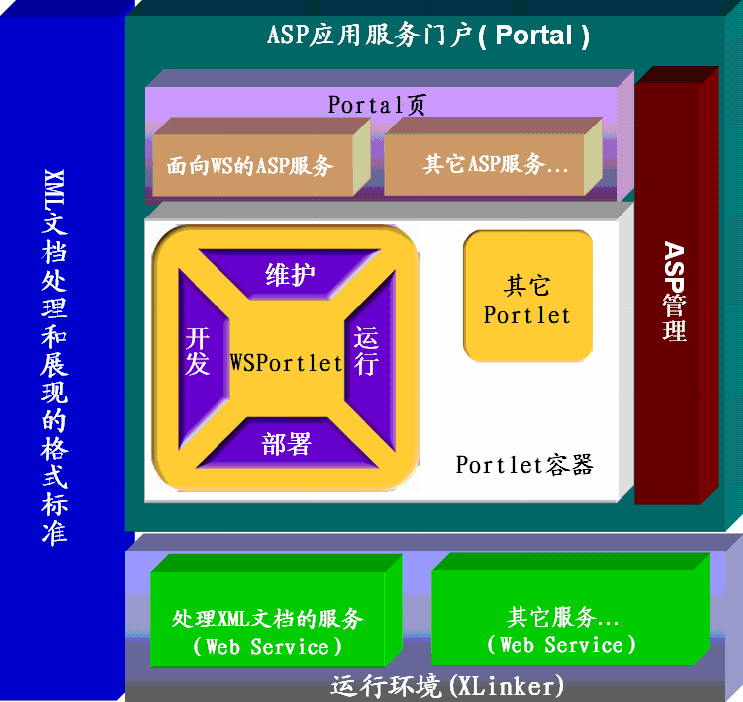 ASP应用服务门户( Portal )
XML文档处理和展现的格式标准
Portal页
面向WS的ASP服务
其它ASP服务...
ASP管理
维护
开发
WSPortlet
运行
部署
其它
Portlet
Portlet容器
处理XML文档的服务
(Web Service)
其它服务...
(Web Service)
运行环境(XLinker)